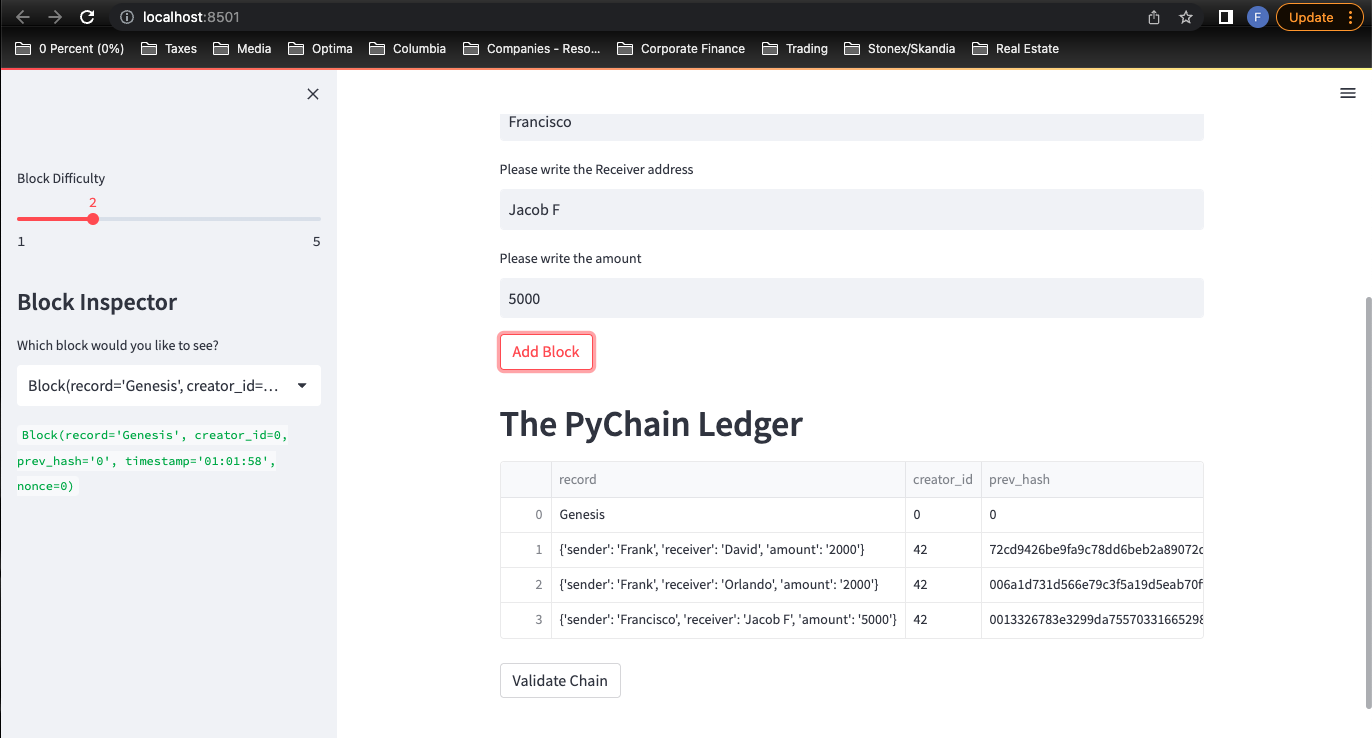 localhost:8501
F
Update
0 Percent (0%) Taxes Media Optima Columbia Companies - Reso... Corporate Finance Trading Stonex/Skandia Real Estate
Block Difficulty
2
1 5
Block Inspector
Which block would you like to see?
Block(record='Genesis', creator_id=...
Block(record='Genesis', creator_id=0,
prev_hash='0', timestamp='01:01:58',
nonce=0)
Francisco
Please write the Receiver address
Jacob F
Please write the amount
5000
Add Block
The PyChain Ledger
record creator_id prev_hash
0 Genesis 0 0
1 {'sender': 'Frank', 'receiver': 'David', 'amount': '2000'} 42 72cd9426be9fa9c78dd6beb2a89072c
2 {'sender': 'Frank', 'receiver': 'Orlando', 'amount': '2000'} 42 006a1d731d566e79c3f5a19d5eab70f
3 {'sender': 'Francisco', 'receiver': 'Jacob F', 'amount': '5000'} 42 0013326783e3299da75570331665298
Validate Chain